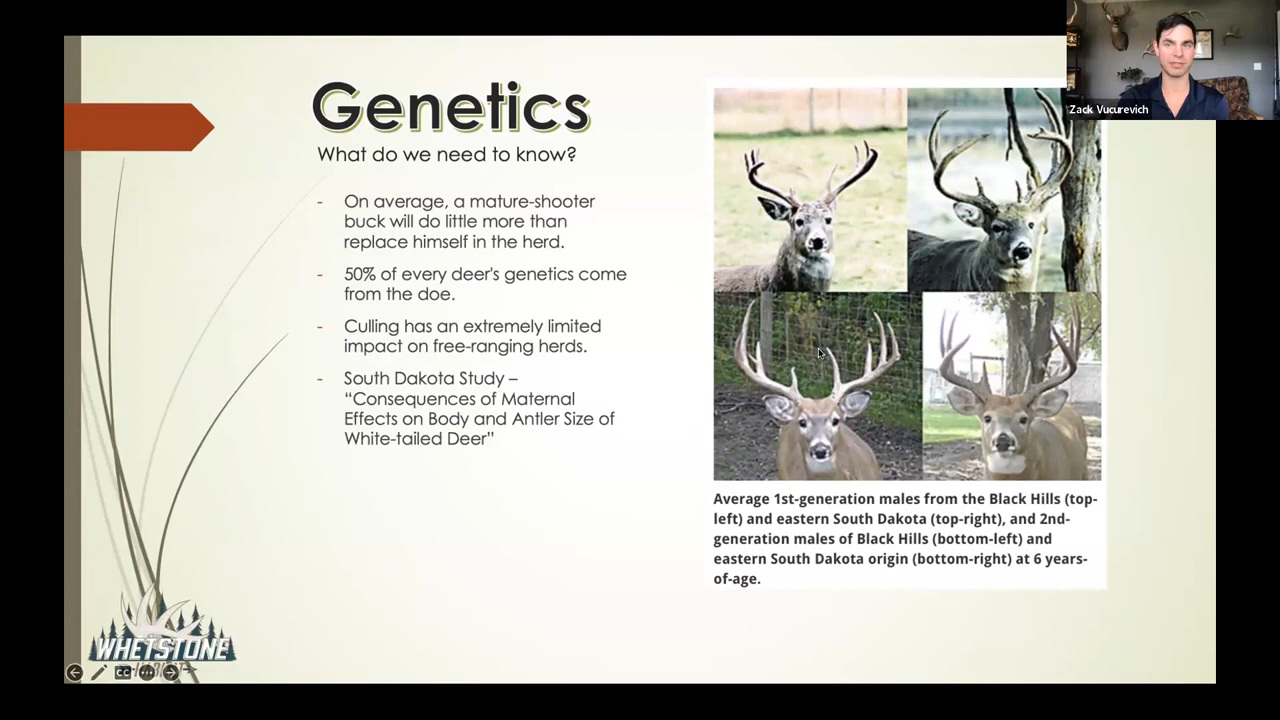 Genetics
What do we need to know?
- On average, a mature-shooter
buck will do little more than
replace himself in the herd.
- 50% of every deer's genetics come
from the doe.
- Culling has an extremely limited
impact on free-ranging herds.
- South Dakota Study –
“Consequences of Maternal
Effects on Body and Antler Size of
White-tailed Deer”
Zack Vucurevich
Average 1st-generation males from the Black Hills (top-
left) and eastern South Dakota (top-right), and 2nd-
generation males of Black Hills (bottom-left) and
eastern South Dakota origin (bottom-right) at 6 years-
of-age.
WHETSTONE
CC